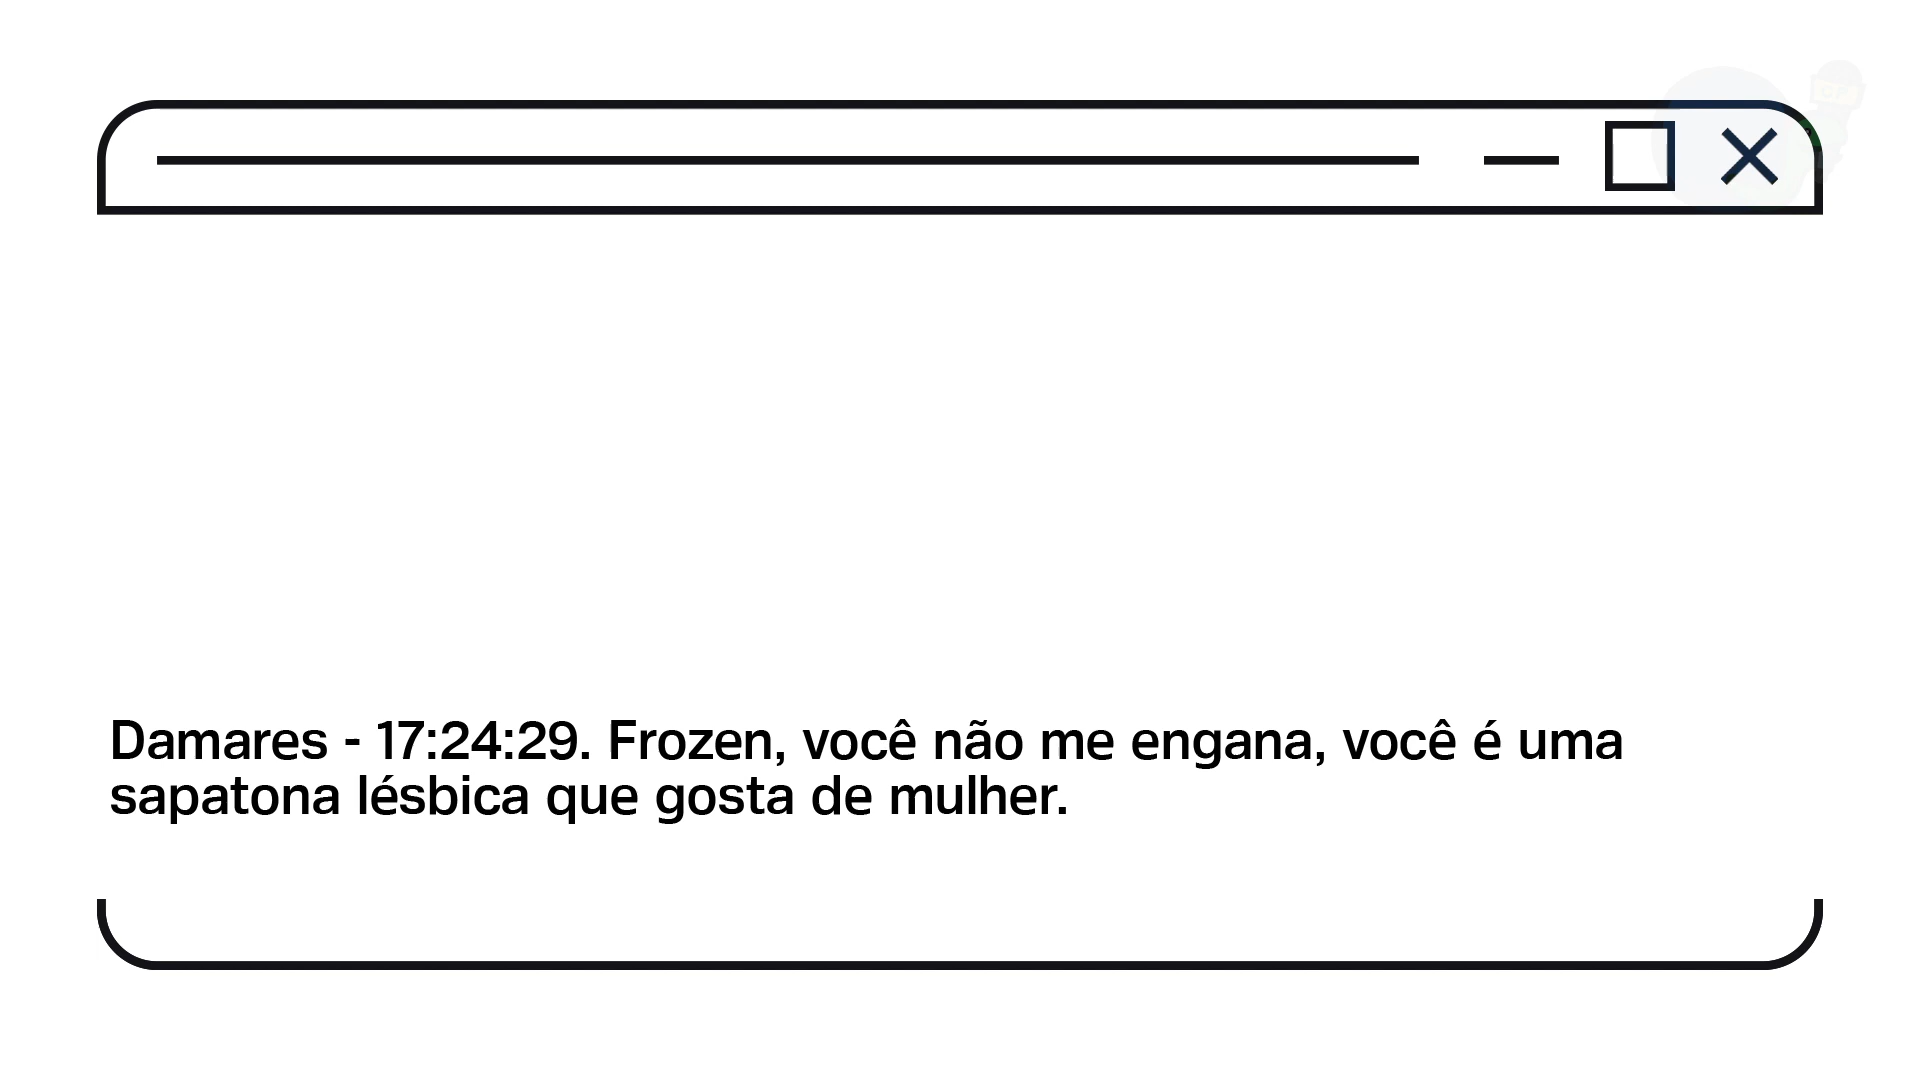 Damares - 17:24:29. Frozen, você não me engana, você é uma
sapatona lésbica que gosta de mulher.